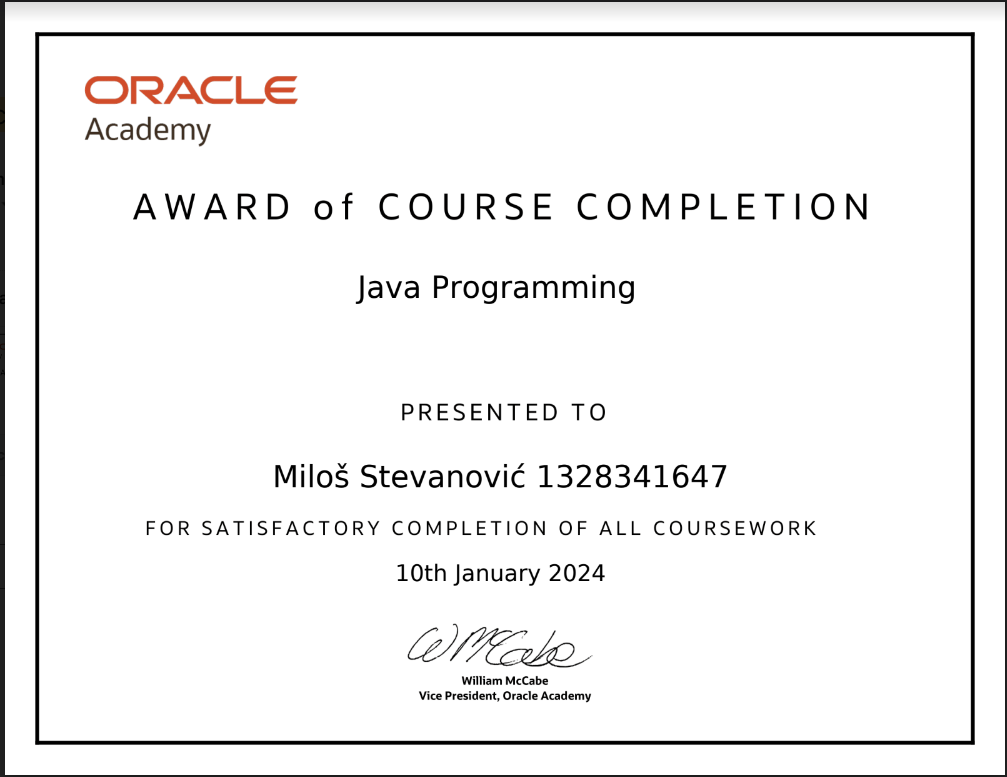 ORACLE
Academy
AWARD of COURSE COMPLETION
Java Programming
PRESENTED TO
Miloš Stevanović 1328341647
FOR SATISFACTORY COMPLETION OF ALL COURSEWORK
10th January 2024
W McCabe
William McCabe
Vice President, Oracle Academy